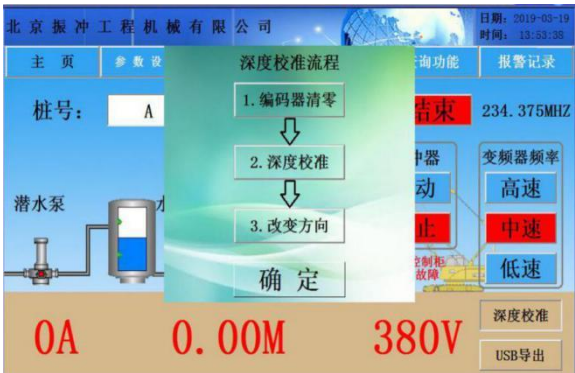 北京振冲工程机械有限公司
日期: 2019-03-19
时间: 13:53:38
主页
参数设
询功能
报警记录
深度校准流程
1.编码器清零
2.深度校准
3.改变方向
确 定
桩号:
A
结束
234.375MHZ
冲器
动
止
控制柜
故障
变频器频率
高速
中速
低速
潜水泵
水
0A
0.00M
380V
深度校准
USB导出